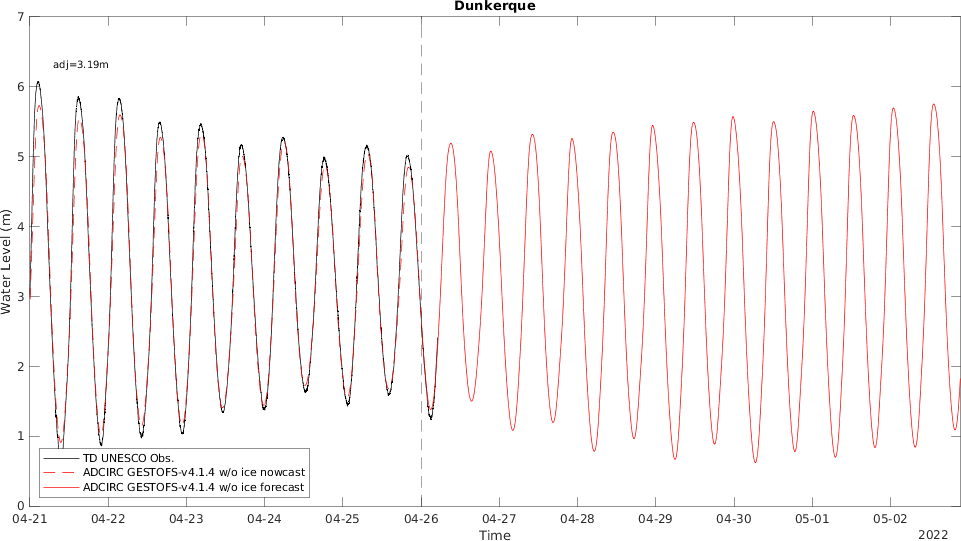 Dunkerque
7
adj=3.19m
6
5
4
3
2
1
0
Water Level (m)
TD UNESCO Obs.
ADCIRC GESTOFS-v4.1.4 w/o ice nowcast
ADCIRC GESTOFS-v4.1.4 w/o ice forecast
04-21 04-22 04-23 04-24 04-25 04-26 04-27 04-28 04-29 04-30 05-01 05-02
Time
2022